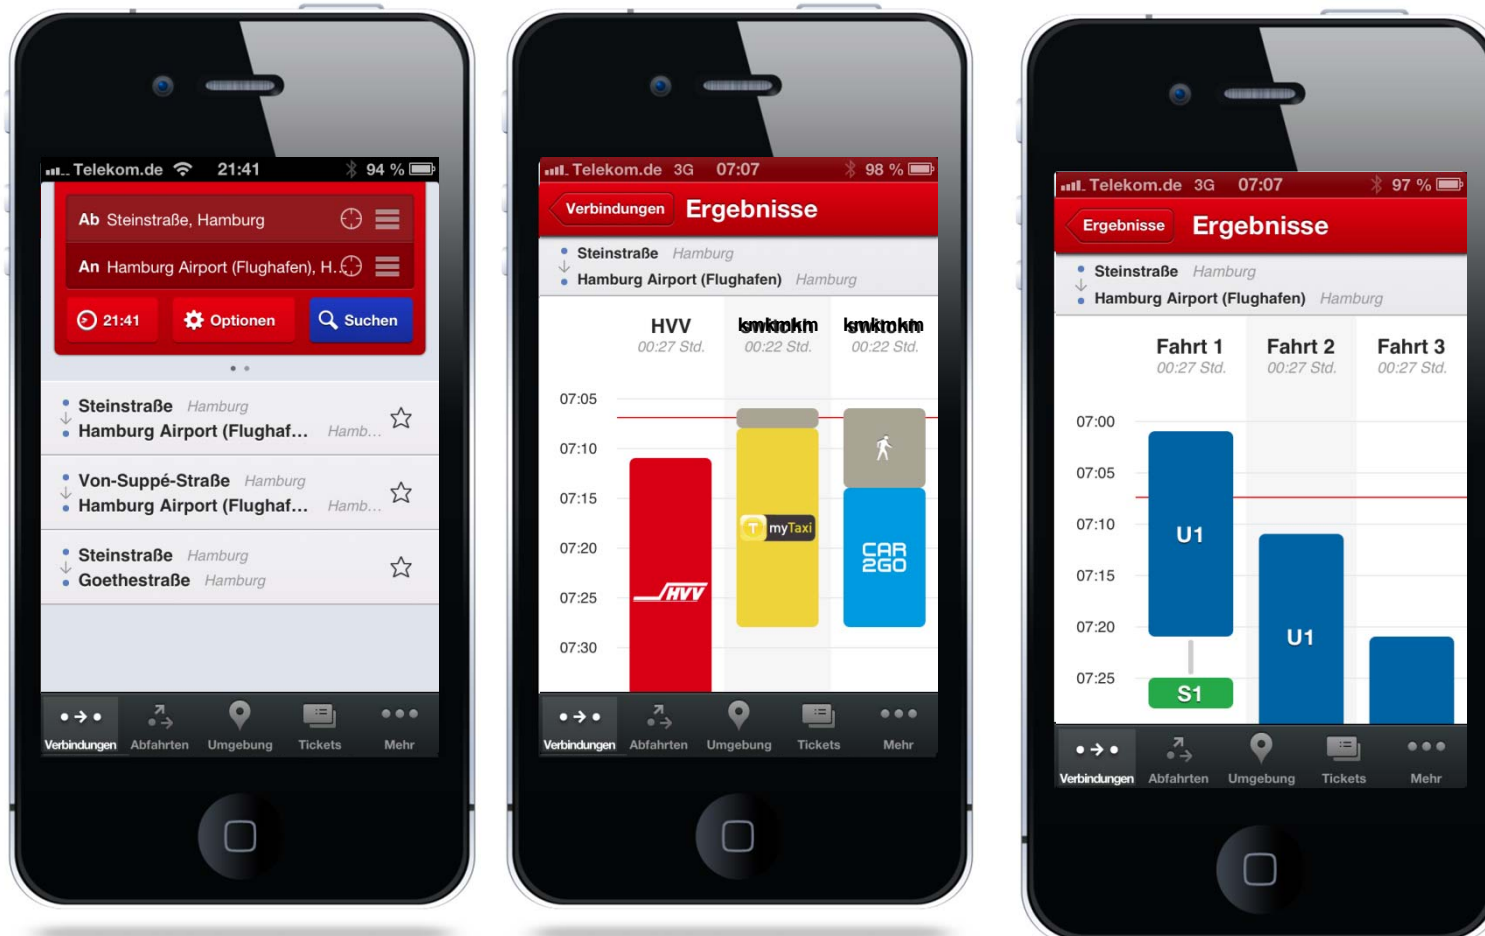 Telekom.de 21:41 94 %
Ab Steinstraße, Hamburg
An Hamburg Airport (Flughafen), H...
21:41 Optionen Suchen
Steinstraße Hamburg
Hamburg Airport (Flughaf... Hamb...
Von-Suppé-Straße Hamburg
Hamburg Airport (Flughaf... Hamb...
Steinstraße Hamburg
Goethestraße Hamburg
Verbindungen Abfahrten Umgebung Tickets Mehr
Telekom.de 3G 07:07 98 %
Verbindungen Ergebnisse
Steinstraße Hamburg
Hamburg Airport (Flughafen) Hamburg
HVV
00:27 Std. 00:22 Std. 00:22 Std.
07:05
07:10
07:15
myTaxi
07:20
CAR
2GO
07:25
HVV
07:30
Verbindungen Abfahrten Umgebung Tickets Mehr
Telekom.de 3G 07:07 97 %
Ergebnisse Ergebnisse
Steinstraße Hamburg
Hamburg Airport (Flughafen) Hamburg
Fahrt 1 Fahrt 2 Fahrt 3
00:27 Std. 00:27 Std. 00:27 Std.
07:00
07:05
07:10
U1
07:15
07:20
U1
07:25
S1
Verbindungen Abfahrten Umgebung Tickets Mehr